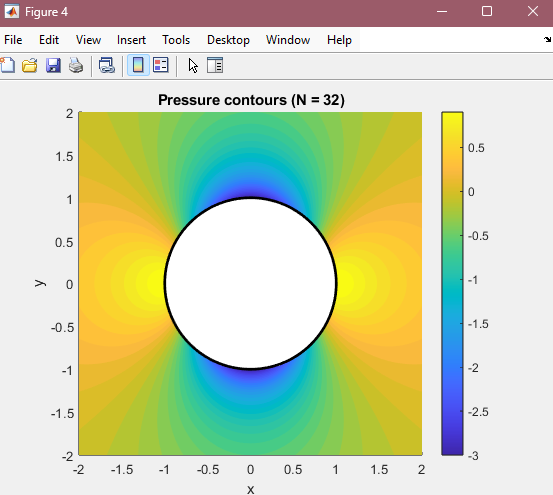 Figure 4
File Edit View Insert Tools Desktop Window Help
Pressure contours (N = 32)
2
1.5
1
0.5
0
-0.5
-1
-1.5
-2
y
-2 -1.5 -1 -0.5 0 0.5 1 1.5 2
x
0.5
0
-0.5
-1
-1.5
-2
-2.5
-3